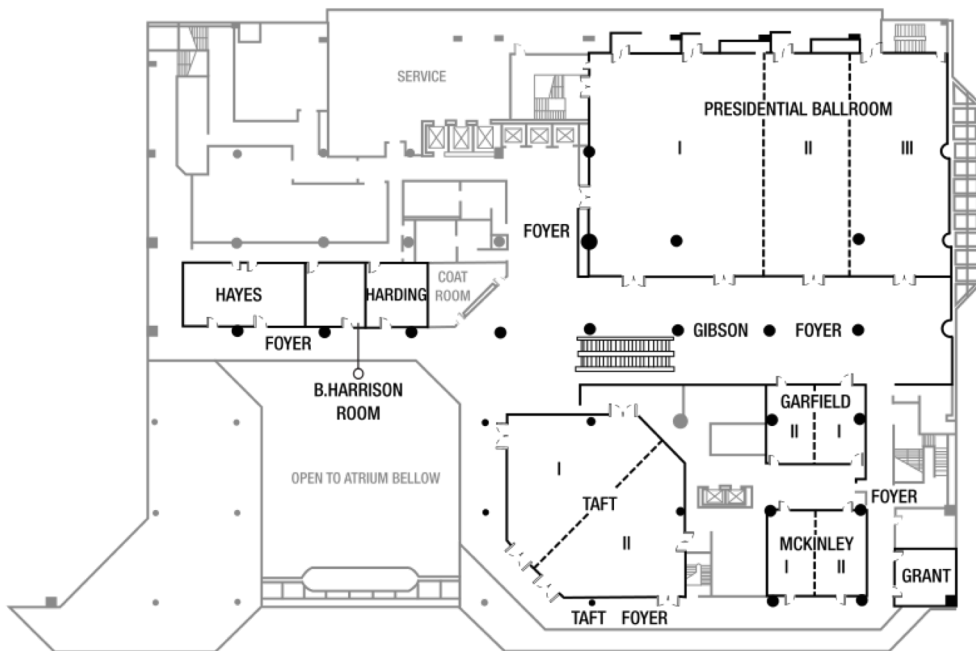 SERVICE
PRESIDENTIAL BALLROOM
I
II
III
FOYER
HAYES
HARDING
COAT
ROOM
FOYER
GIBSON FOYER
B.HARRISON
ROOM
GARFIELD
II
I
OPEN TO ATRIUM BELLOW
I
TAFT
II
FOYER
MCKINLEY
I
II
GRANT
TAFT FOYER